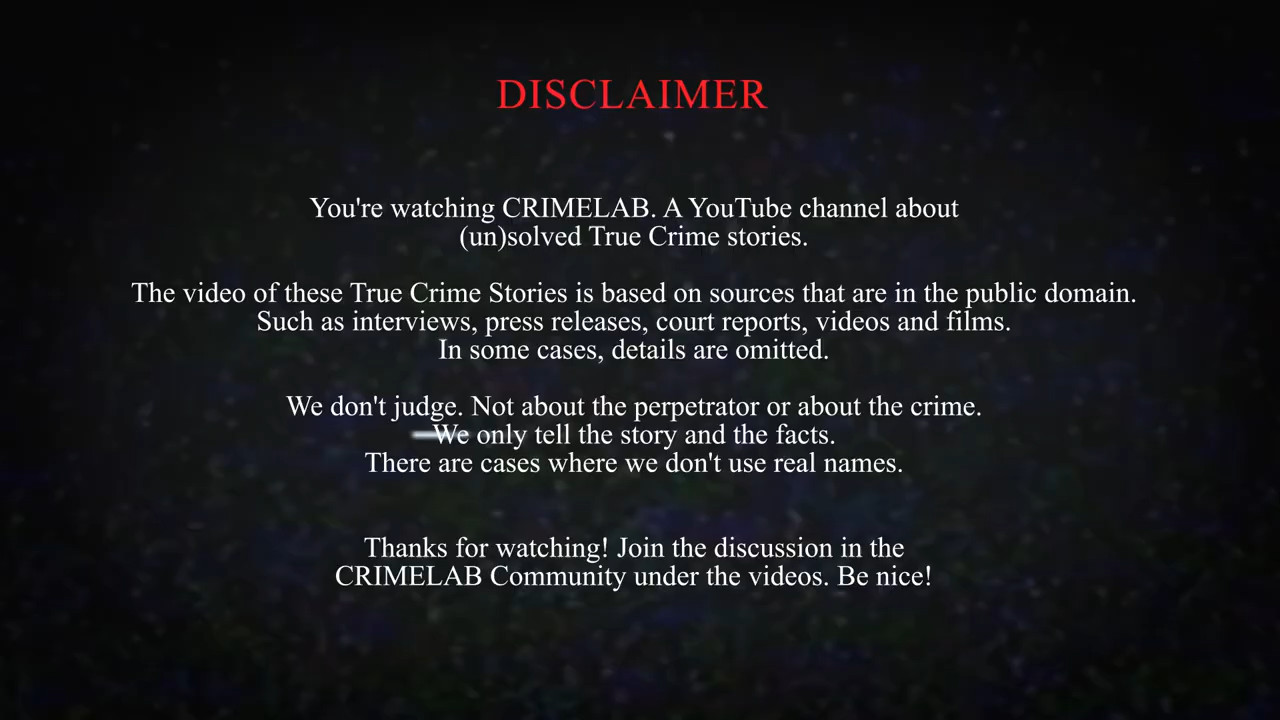 DISCLAIMER
You're watching CRIMELAB. A YouTube channel about
(un)solved True Crime stories.
The video of these True Crime Stories is based on sources that are in the public domain.
Such as interviews, press releases, court reports, videos and films.
In some cases, details are omitted.
We don't judge. Not about the perpetrator or about the crime.
We only tell the story and the facts.
There are cases where we don't use real names.
Thanks for watching! Join the discussion in the
CRIMELAB Community under the videos. Be nice!